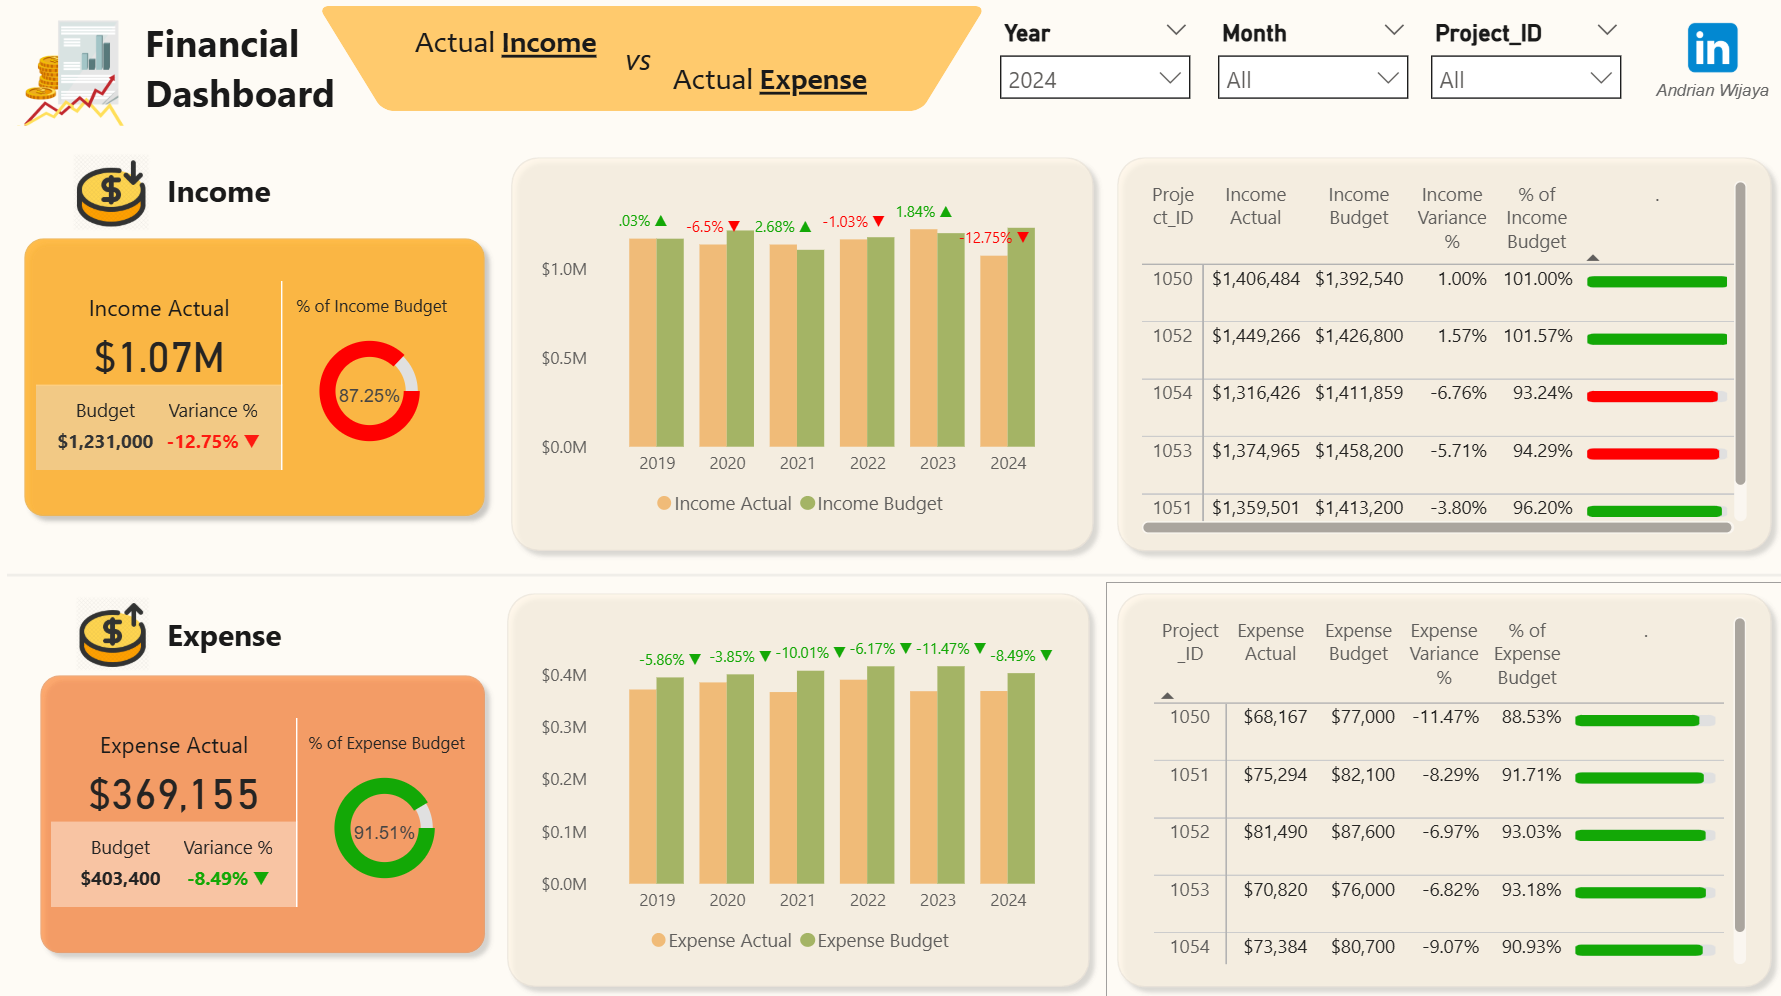 Financial
Dashboard
Actual Income
vs
Actual Expense
Year
2024
Month
All
Project_ID
All
in
Andrian Wijaya
Income
Income Actual
$1.07M
Budget Variance %
$1,231,000 -12.75% ▼
% of Income Budget
87.25%
.03% ▲ -6.5% ▼ 2.68% ▲ -1.03% ▼ 1.84% ▲ -12.75% ▼
$1.0M
$0.5M
$0.0M
2019 2020 2021 2022 2023 2024
Income Actual Income Budget
Proje
ct_ID
Income
Actual
Income
Budget
Income
Variance
%
% of
Income
Budget
.
1050 $1,406,484 $1,392,540 1.00% 101.00%
1052 $1,449,266 $1,426,800 1.57% 101.57%
1054 $1,316,426 $1,411,859 -6.76% 93.24%
1053 $1,374,965 $1,458,200 -5.71% 94.29%
1051 $1,359,501 $1,413,200 -3.80% 96.20%
Expense
Expense Actual
$369,155
Budget Variance %
$403,400 -8.49% ▼
% of Expense Budget
91.51%
-5.86% ▼ -3.85% ▼ -10.01% ▼ -6.17% ▼ -11.47% ▼ -8.49% ▼
$0.4M
$0.3M
$0.2M
$0.1M
$0.0M
2019 2020 2021 2022 2023 2024
Expense Actual Expense Budget
Project
_ID
Expense
Actual
Expense
Budget
Expense
Variance
%
% of
Expense
Budget
.
1050 $68,167 $77,000 -11.47% 88.53%
1051 $75,294 $82,100 -8.29% 91.71%
1052 $81,490 $87,600 -6.97% 93.03%
1053 $70,820 $76,000 -6.82% 93.18%
1054 $73,384 $80,700 -9.07% 90.93%